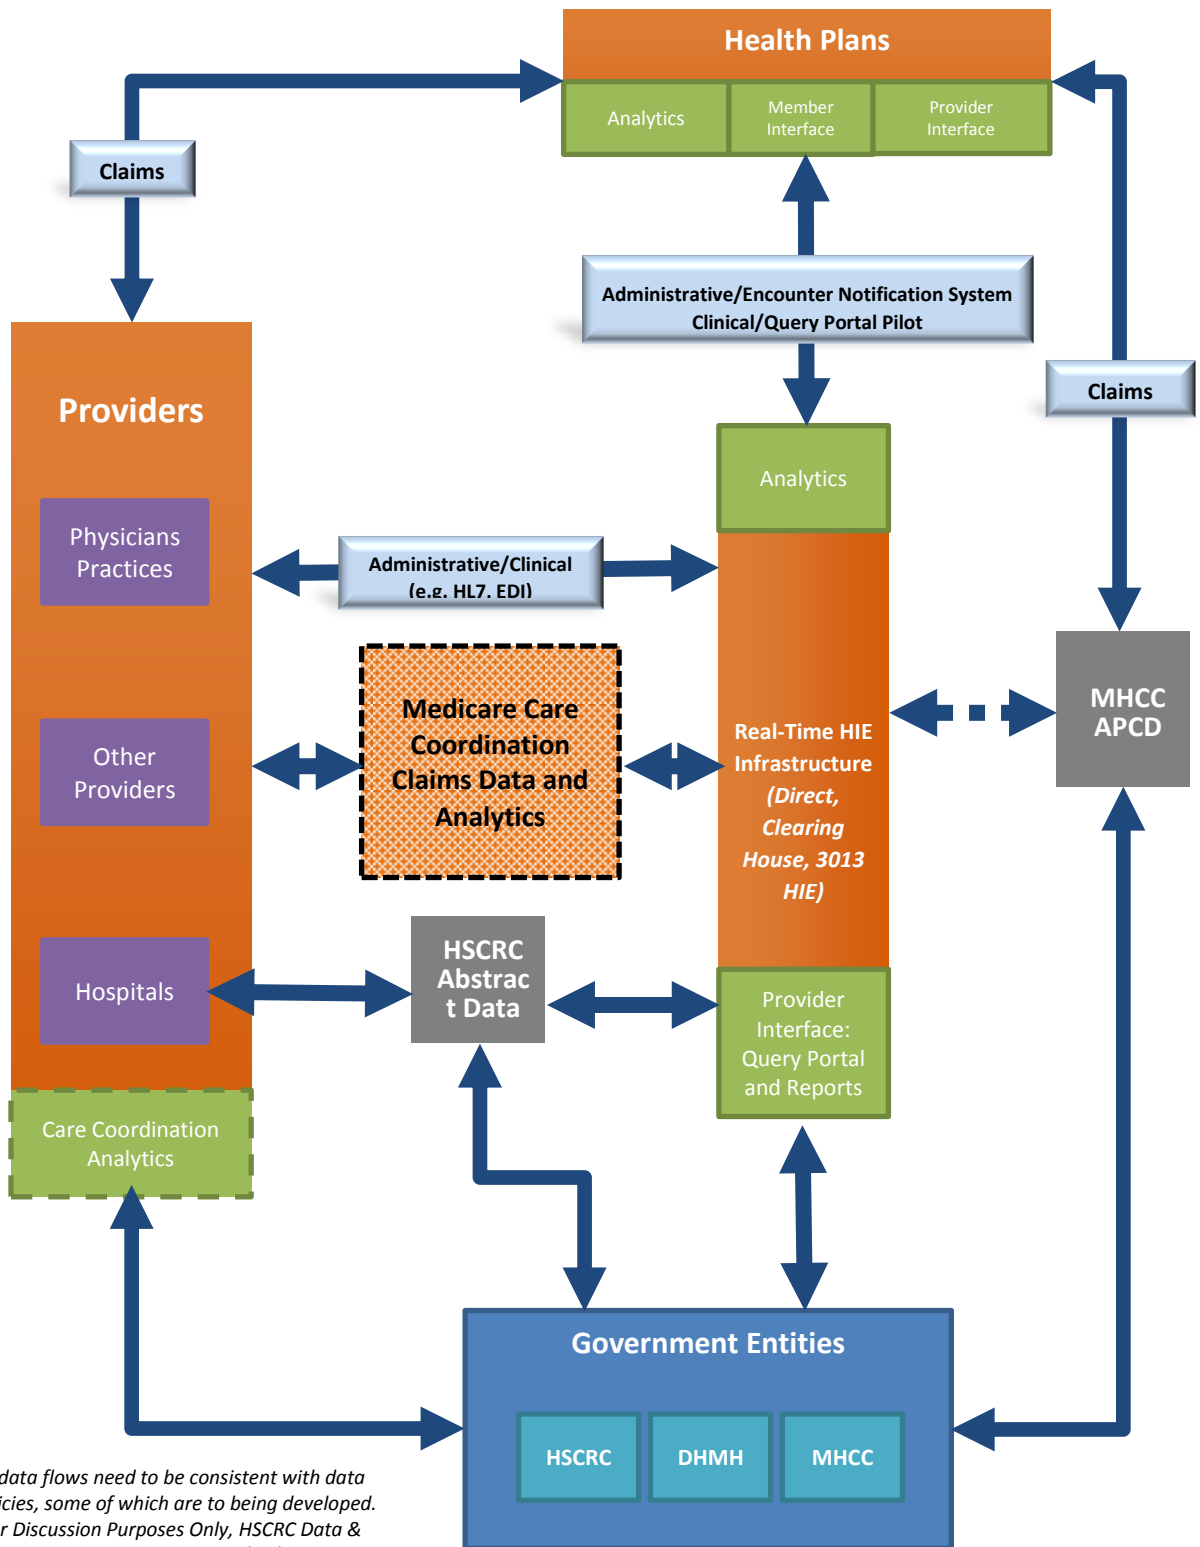 Health Plans
Analytics
Member
Interface
Provider
Interface
Claims
Administrative/Encounter Notification System
Clinical/Query Portal Pilot
Claims
Providers
Analytics
Physicians
Practices
Administrative/Clinical
(e.g. HL7, EDI)
Medicare Care
Coordination
Claims Data and
Analytics
Other
Providers
Real-Time HIE
Infrastructure
(Direct,
Clearing
House, 3013
HIE)
MHCC
APCD
Hospitals
HSCRC
Abstrac
t Data
Provider
Interface:
Query Portal
and Reports
Care Coordination
Analytics
Government Entities
HSCRC
DHMH
MHCC
data flows need to be consistent with data
icies, some of which are to being developed.
r Discussion Purposes Only, HSCRC Data &